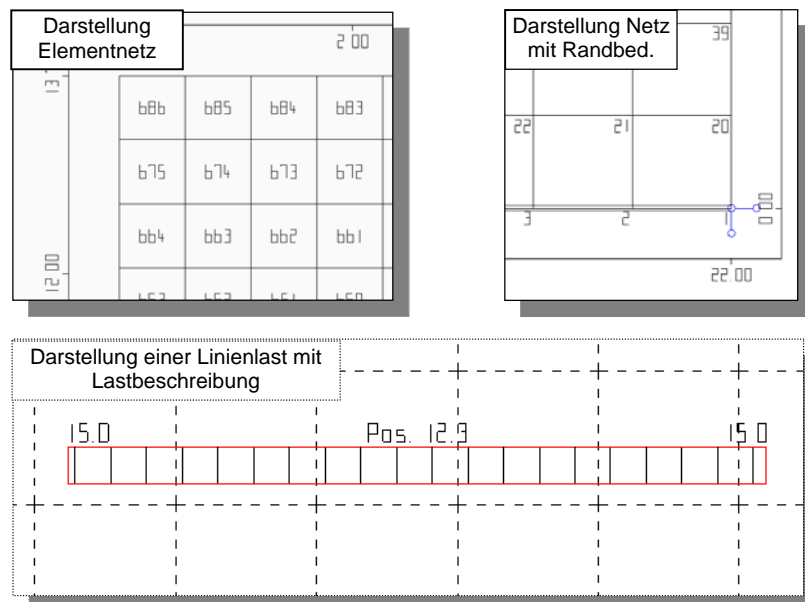 Darstellung
Elementnetz
2 00
686 685 684 683
675 674 673 672
664 663 662 661
12 00
Darstellung Netz
mit Randbed.
39
22 21 20
3 2 1
0 00
22.00
Darstellung einer Linienlast mit
Lastbeschreibung
15.0 Pos. 12.9 15 0